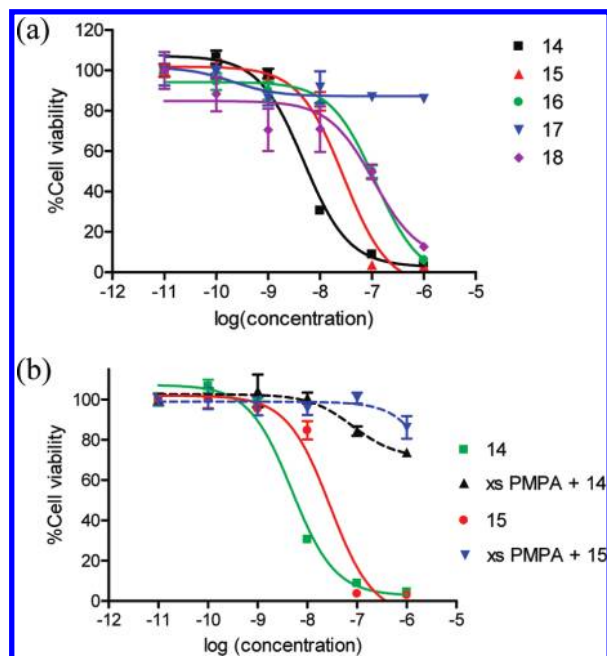 (a)
120
100
80
60
40
20
0
%Cell viability
-12 -11 -10 -9 -8 -7 -6 -5
log(concentration)
14
15
16
17
18
(b)
100
80
60
40
20
0
%Cell viability
-12 -11 -10 -9 -8 -7 -6 -5
log (concentration)
14
xs PMPA + 14
15
xs PMPA + 15